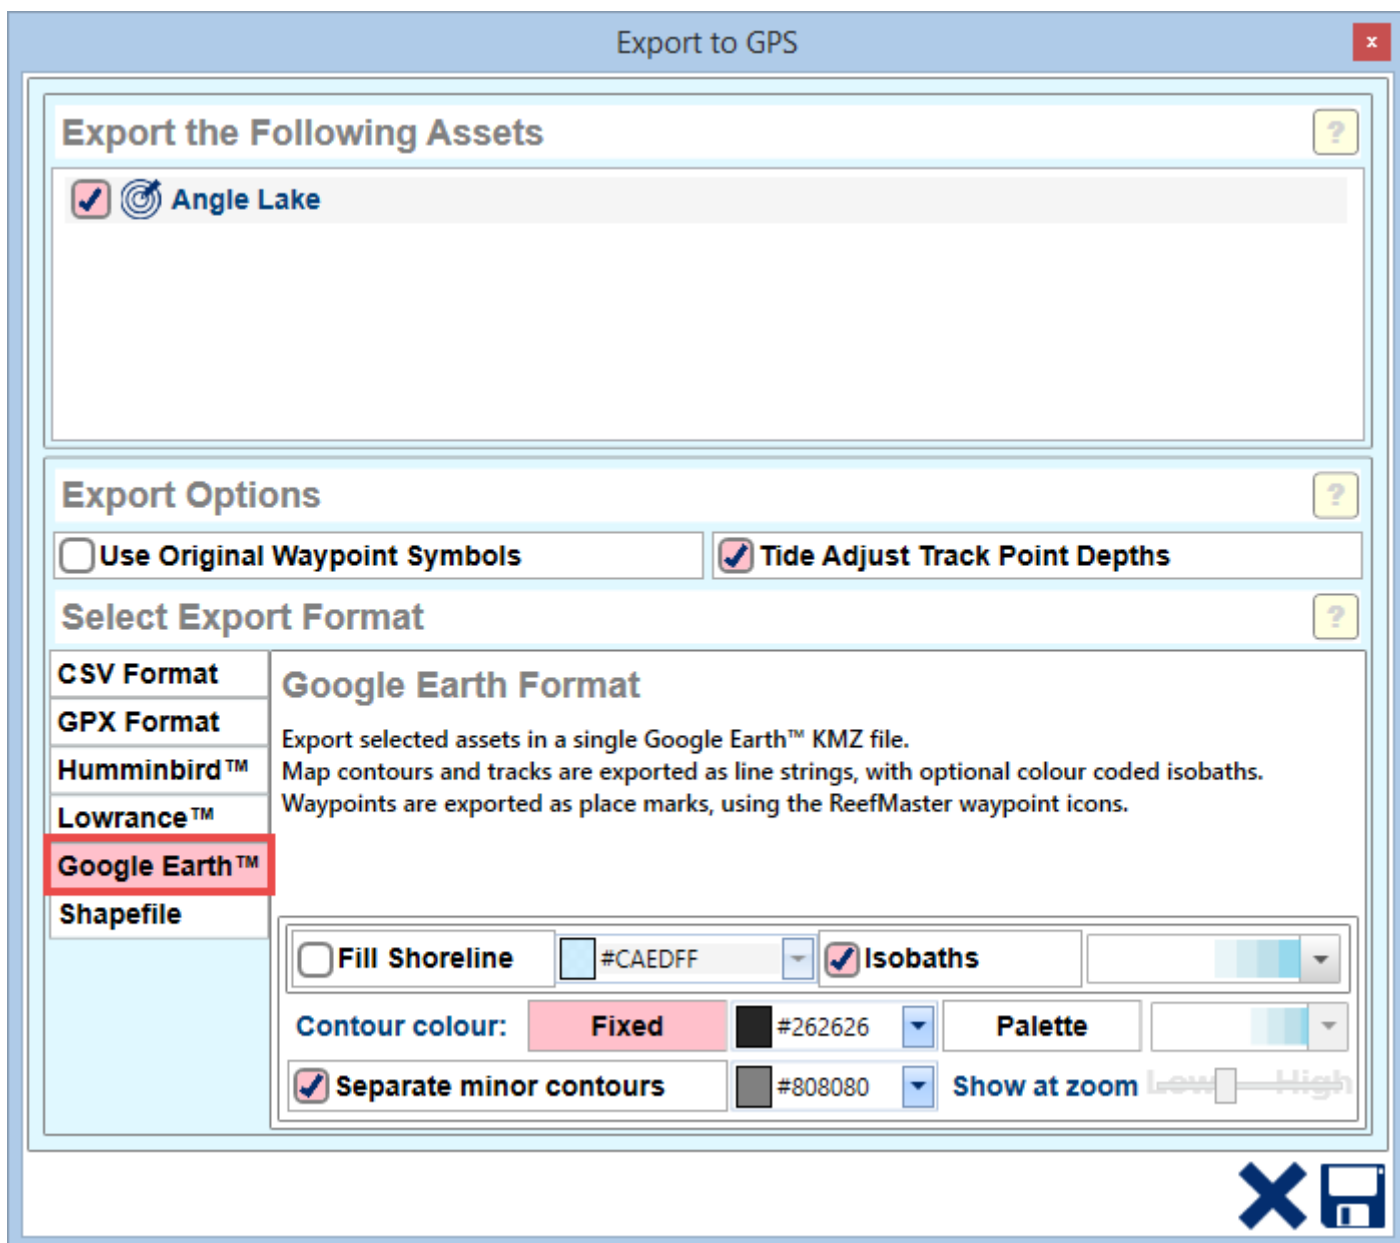 Export to GPS
x
Export the Following Assets
?
Angle Lake
Export Options
?
Use Original Waypoint Symbols
Tide Adjust Track Point Depths
Select Export Format
?
CSV Format
GPX Format
Humminbird™
Lowrance™
Google Earth™
Shapefile
Google Earth Format
Export selected assets in a single Google Earth™ KMZ file.
Map contours and tracks are exported as line strings, with optional colour coded isobaths.
Waypoints are exported as place marks, using the ReefMaster waypoint icons.
Fill Shoreline #CAEDFF Isobaths
Contour colour: Fixed #262626 Palette
Separate minor contours #808080 Show at zoom Low High